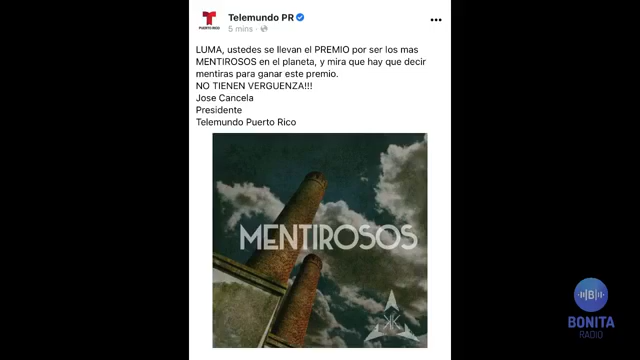 Telemundo PR
PUERTO RICO
5 mins ·
LUMA, ustedes se llevan el PREMIO por ser los mas
MENTIROSOS en el planeta, y mira que hay que decir
mentiras para ganar este premio.
NO TIENEN VERGUENZA!!!
Jose Cancela
Presidente
Telemundo Puerto Rico
MENTIROSOS
K
B
BONITA
RADIO